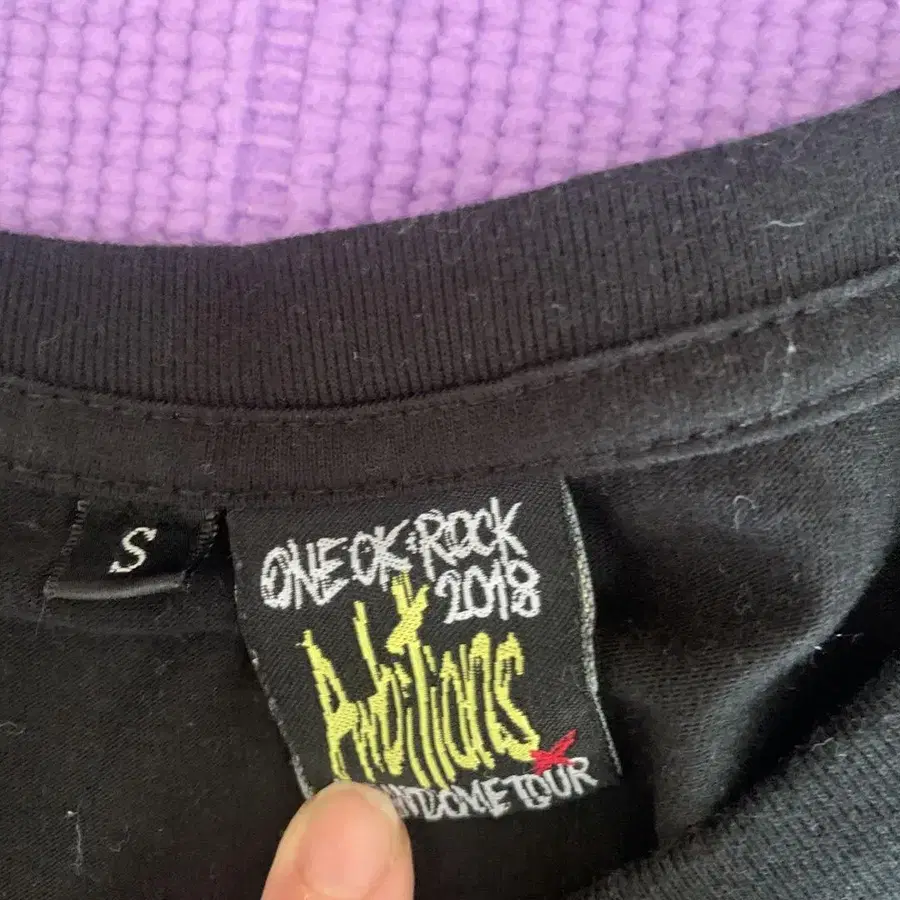 S
ONE OK ROCK
2018
Ambitions
DOME TOUR